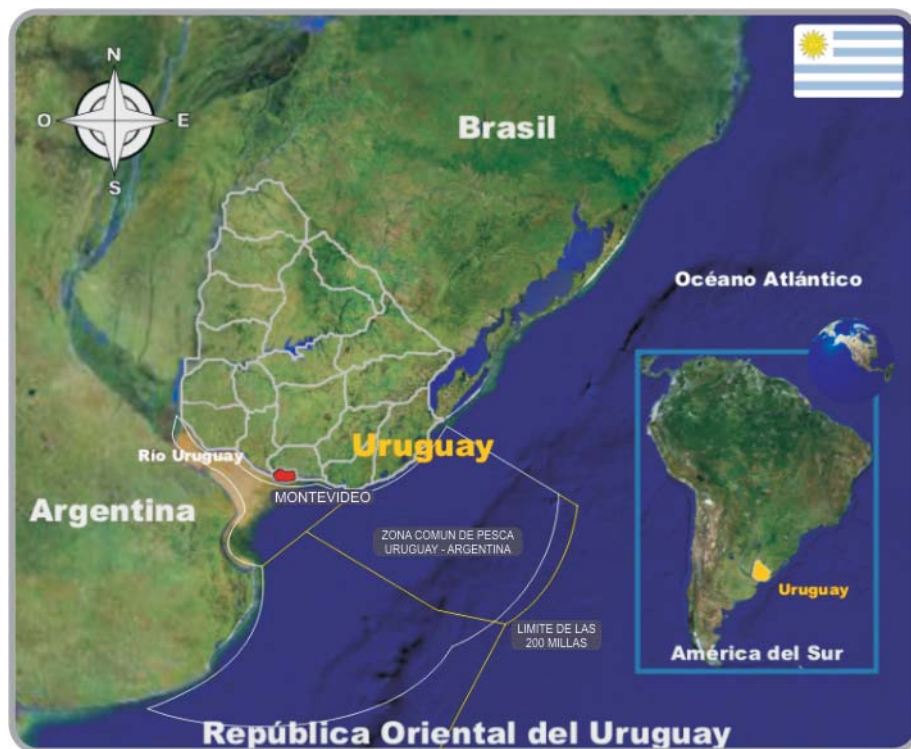 N
O
E
S
Brasil
Océano Atlántico
Uruguay
Río Uruguay
MONTEVIDEO
Argentina
ZONA COMUN DE PESCA
URUGUAY - ARGENTINA
LIMITE DE LAS
200 MILLAS
Uruguay
América del Sur
República Oriental del Uruguay